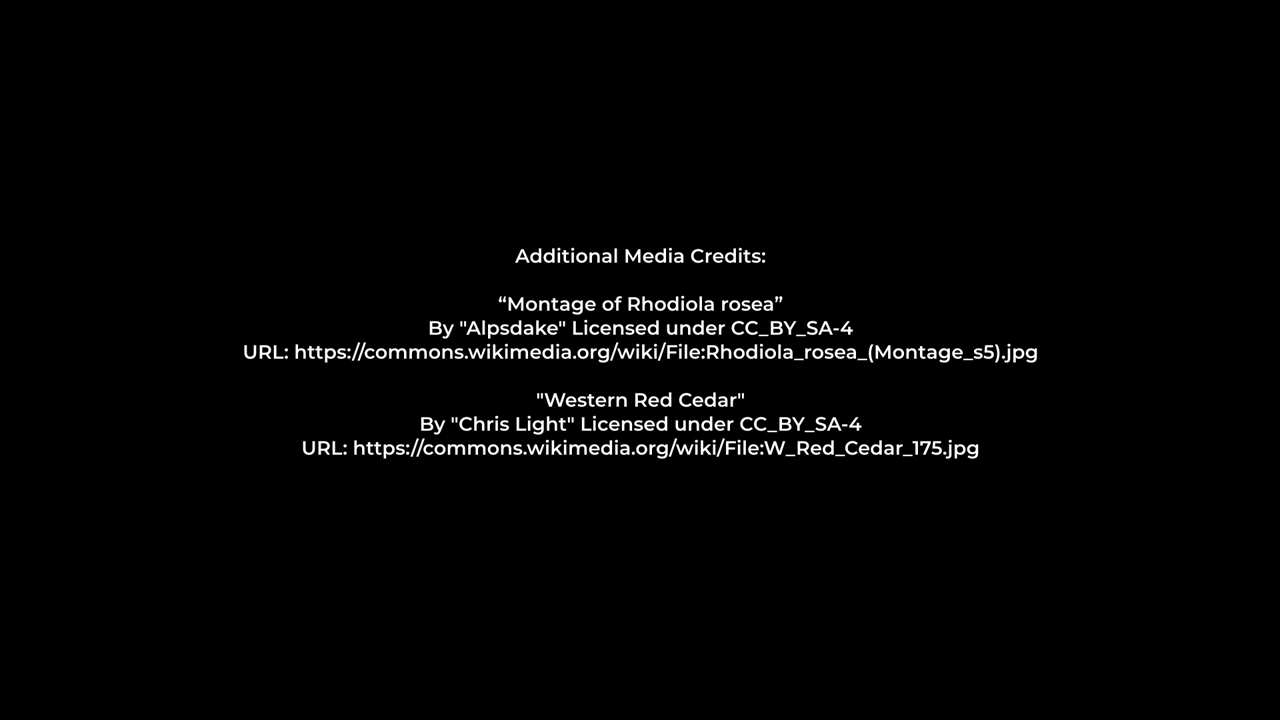 Additional Media Credits:
“Montage of Rhodiola rosea”
By "Alpsdake" Licensed under CC_BY_SA-4
URL: https://commons.wikimedia.org/wiki/File:Rhodiola_rosea_(Montage_s5).jpg
"Western Red Cedar"
By "Chris Light" Licensed under CC_BY_SA-4
URL: https://commons.wikimedia.org/wiki/File:W_Red_Cedar_175.jpg